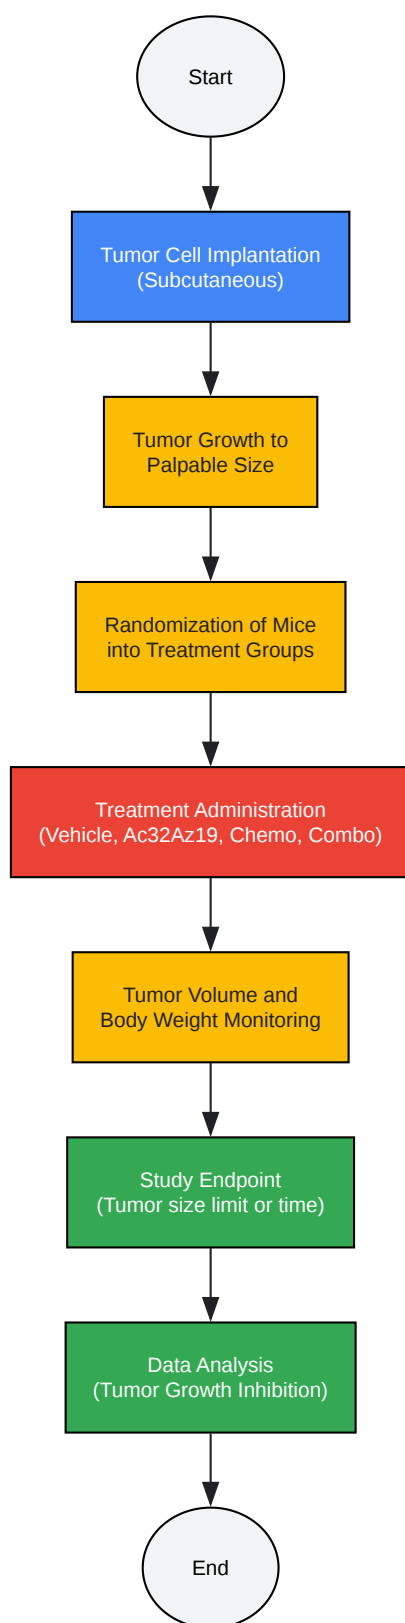 Start
Tumor Cell Implantation
(Subcutaneous)
Tumor Growth to
Palpable Size
Randomization of Mice
into Treatment Groups
Treatment Administration
(Vehicle, Ac32Az19, Chemo, Combo)
Tumor Volume and
Body Weight Monitoring
Study Endpoint
(Tumor size limit or time)
Data Analysis
(Tumor Growth Inhibition)
End